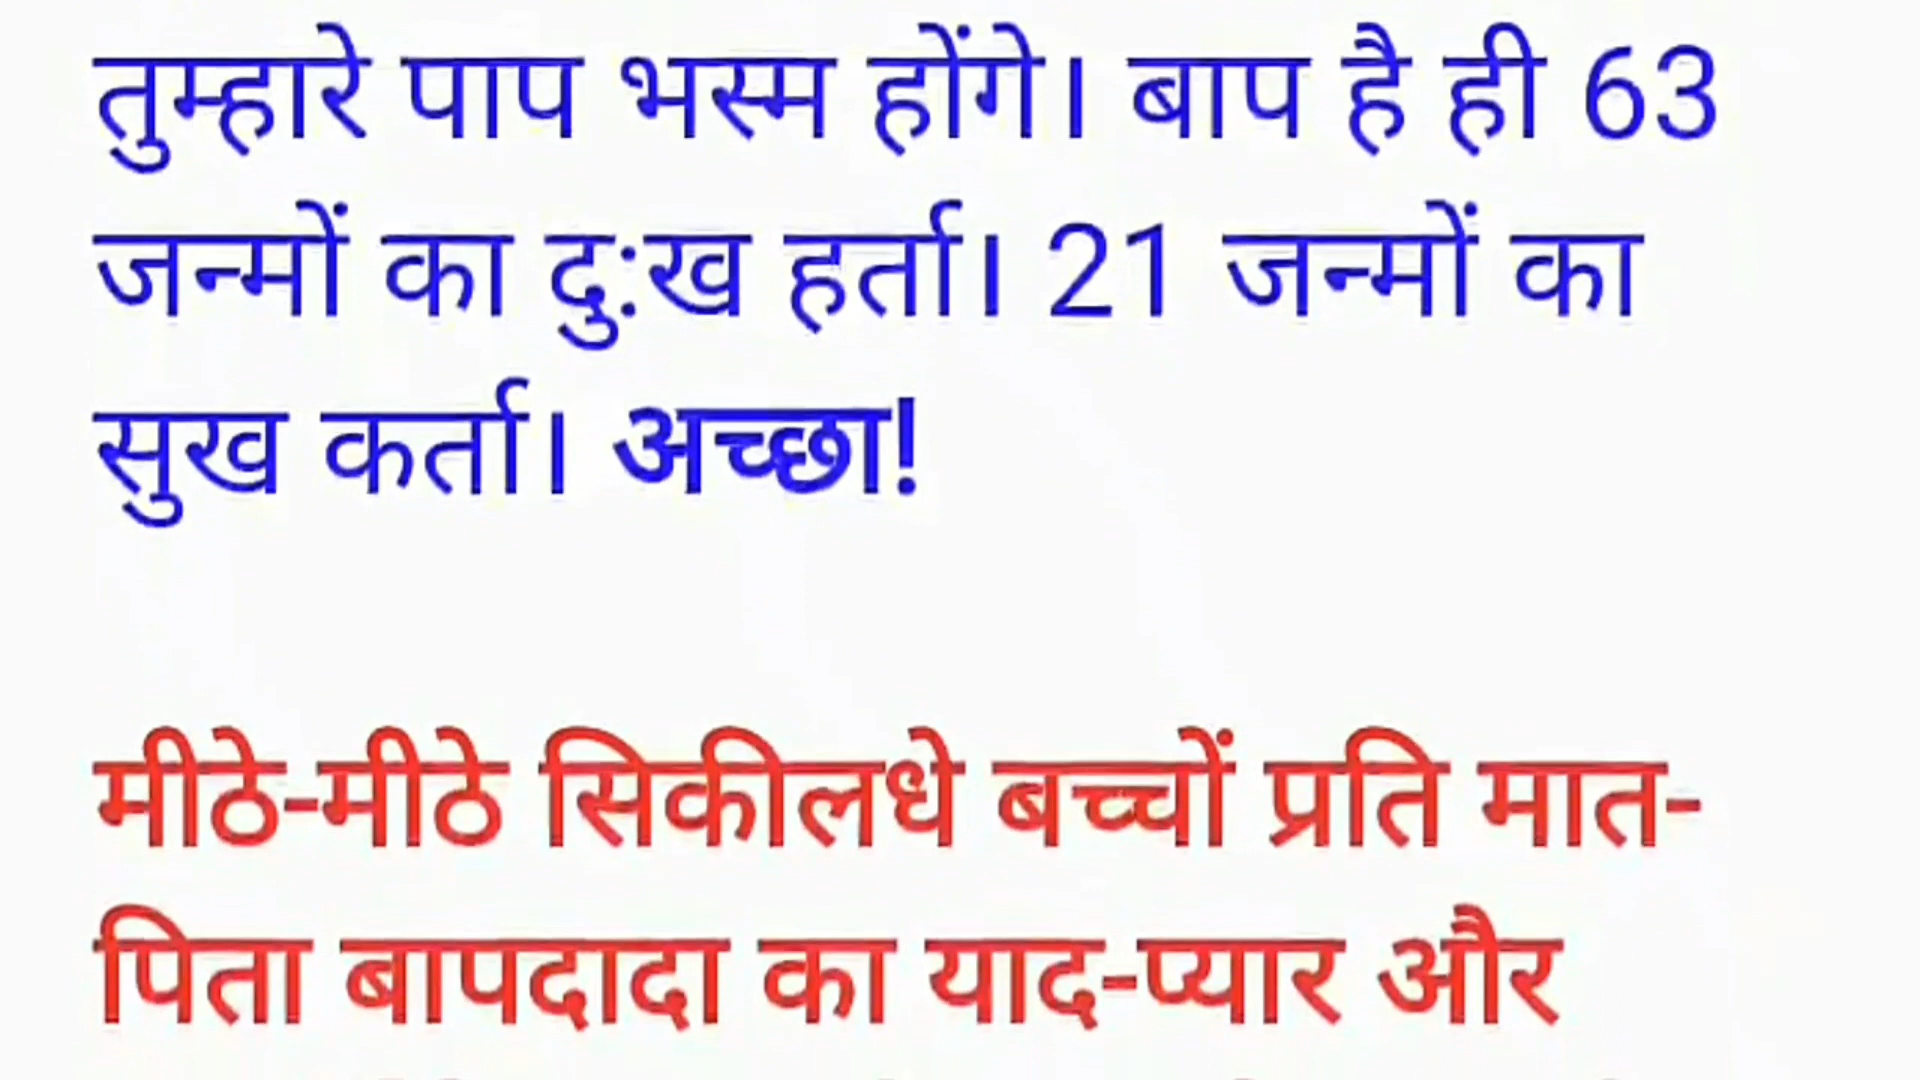 तुम्हारे पाप भस्म होंगे। बाप है ही 63
जन्मों का दु:ख हर्ता। 21 जन्मों का
सुख कर्ता। अच्छा!
मीठे-मीठे सिकीलधे बच्चों प्रति मात-
पिता बापदादा का याद-प्यार और